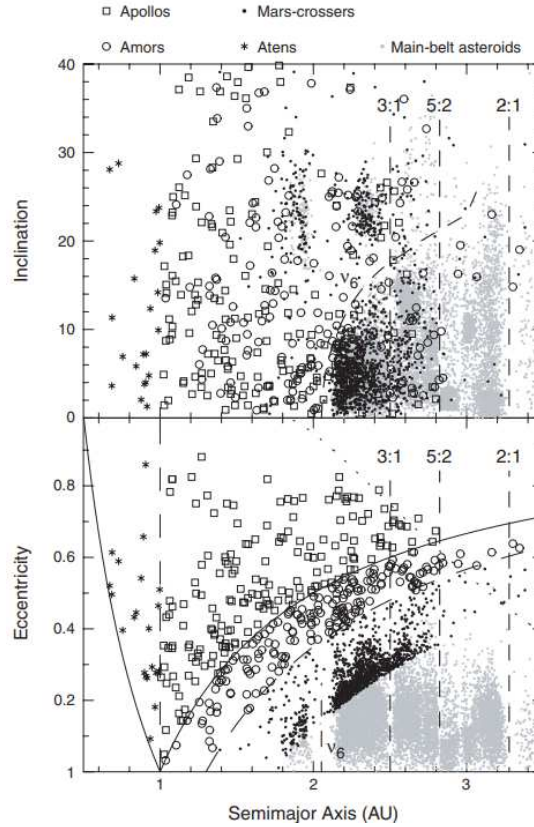 □ Apollos • Mars-crossers
○ Amors * Atens • Main-belt asteroids
40
3:1 5:2 2:1
30
Inclination
20
ν6
10
0
3:1 5:2 2:1
0.8
0.6
Eccentricity
0.4
0.2
ν6
1
1 2 3
Semimajor Axis (AU)